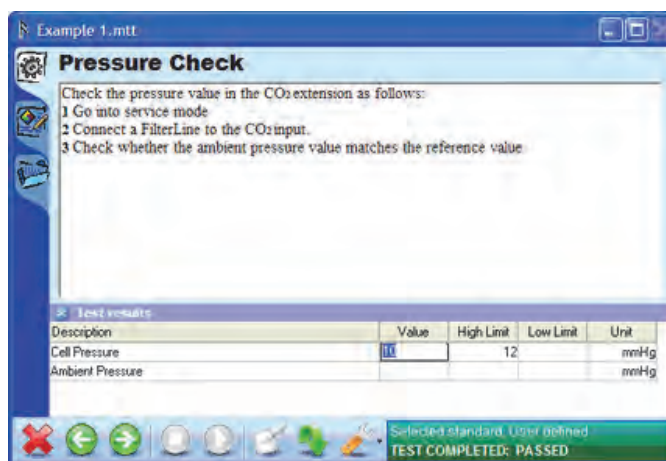 Example 1.mtt
Pressure Check
Check the pressure value in the CO₂ extension as follows:
1 Go into service mode
2 Connect a FilterLine to the CO₂ input.
3 Check whether the ambient pressure value matches the reference value
Test results
Description Value High Limit Low Limit Unit
Cell Pressure 10 12 mmHg
Ambient Pressure mmHg
Selected standard, User defined
TEST COMPLETED: PASSED